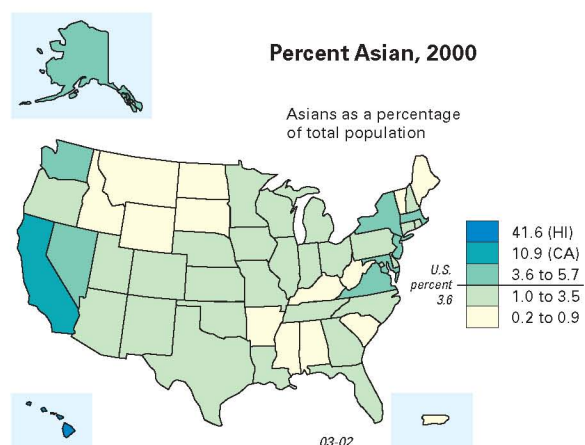 Percent Asian, 2000
Asians as a percentage
of total population
41.6 (HI)
10.9 (CA)
3.6 to 5.7
1.0 to 3.5
0.2 to 0.9
U.S.
percent
3.6
03-02